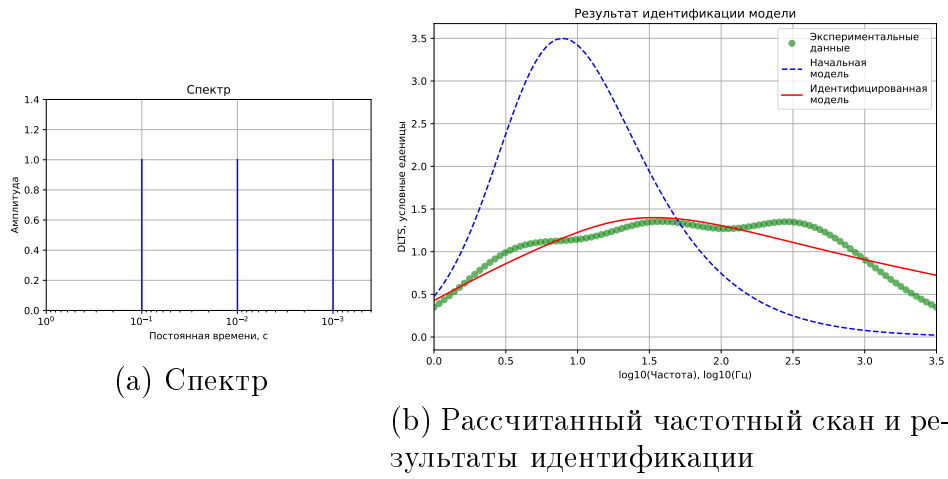 Спектр
Амплитуда
1.4
1.2
1.0
0.8
0.6
0.4
0.2
0.0
10⁰ 10⁻¹ 10⁻² 10⁻³
Постоянная времени, с
(a) Спектр
Результат идентификации модели
DLTS, условные еденицы
3.5
3.0
2.5
2.0
1.5
1.0
0.5
0.0
Экспериментальные
данные
Начальная
модель
Идентифицированная
модель
0.0 0.5 1.0 1.5 2.0 2.5 3.0 3.5
log10(Частота), log10(Гц)
(b) Рассчитанный частотный скан и ре-
зультаты идентификации